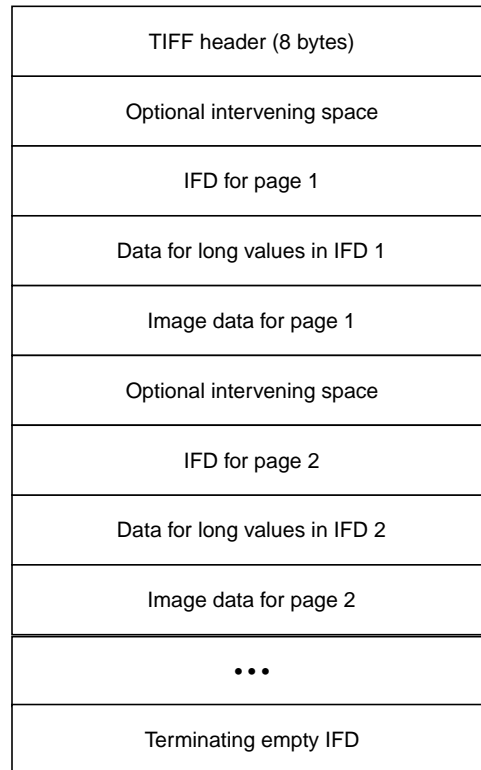 TIFF header (8 bytes)
Optional intervening space
IFD for page 1
Data for long values in IFD 1
Image data for page 1
Optional intervening space
IFD for page 2
Data for long values in IFD 2
Image data for page 2
•••
Terminating empty IFD